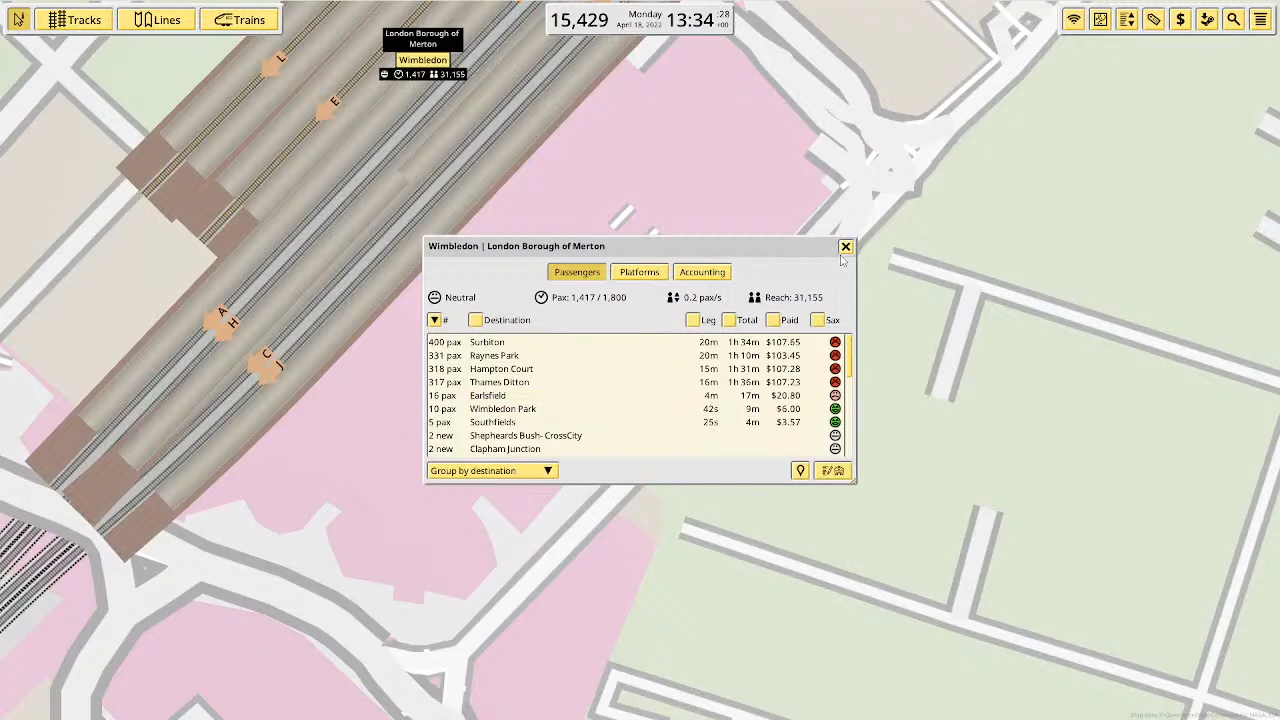 Tracks
Lines
Trains
15,429
Monday
April 18, 2022
13:34
:28
London Borough of
Merton
Wimbledon
1,417
31,155
L
E
A
H
C
J
Wimbledon | London Borough of Merton
X
Passengers
Platforms
Accounting
Neutral
Pax: 1,417 / 1,800
0.2 pax/s
Reach: 31,155
▼ # Destination Leg Total Paid Sax
400 pax Surbiton 20m 1h 34m $107.65
331 pax Raynes Park 20m 1h 10m $103.45
318 pax Hampton Court 15m 1h 31m $107.28
317 pax Thames Ditton 16m 1h 36m $107.23
16 pax Earlsfield 4m 17m $20.80
10 pax Wimbledon Park 42s 9m $6.00
5 pax Southfields 25s 4m $3.57
2 new Shepheards Bush- CrossCity
2 new Clapham Junction
Group by destination ▼